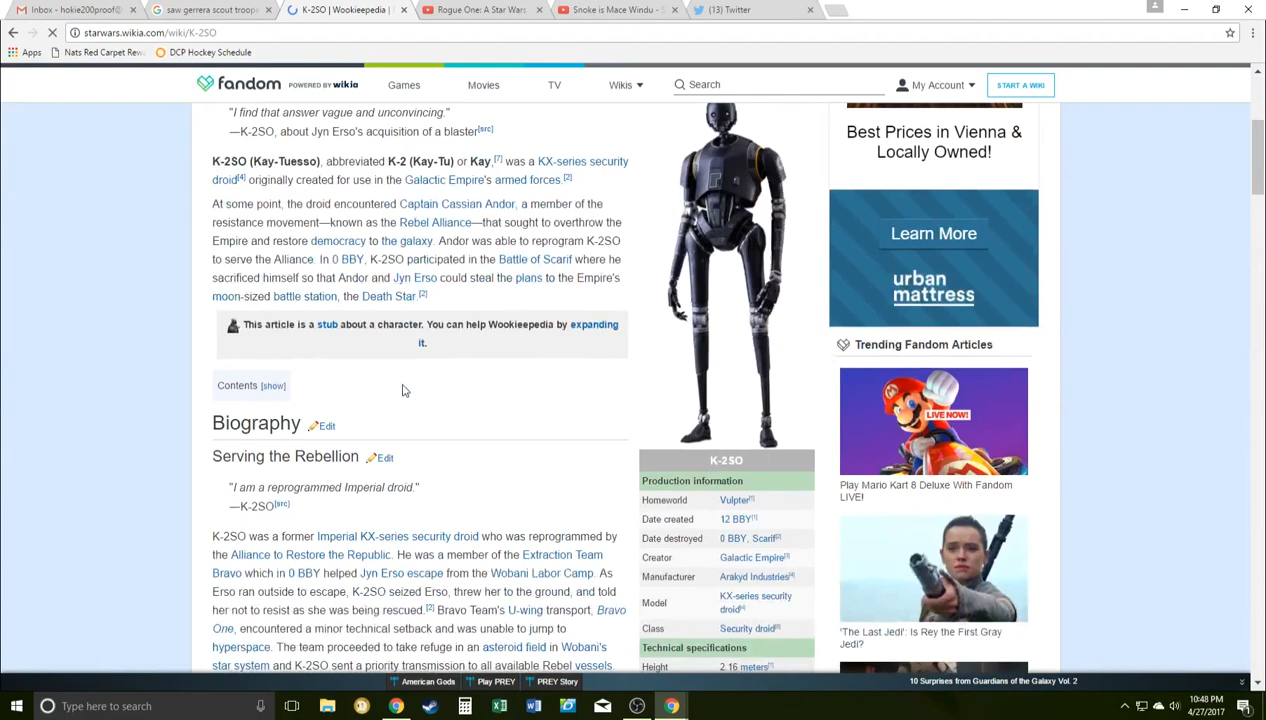 Inbox - hokie200proof@ saw gerrera scout troope K-2SO | Wookieepedia | Rogue One: A Star Wars Snoke is Mace Windu - S (13) Twitter
starwars.wikia.com/wiki/K-2SO
Apps Nats Red Carpet Rew DCP Hockey Schedule
fandom POWERED BY wikia Games Movies TV Wikis Search My Account START A WIKI
"I find that answer vague and unconvincing."
—K-2SO, about Jyn Erso's acquisition of a blaster[src]
K-2SO (Kay-Tuesso), abbreviated K-2 (Kay-Tu) or Kay,[7] was a KX-series security
droid[4] originally created for use in the Galactic Empire's armed forces.[2]
At some point, the droid encountered Captain Cassian Andor, a member of the
resistance movement—known as the Rebel Alliance—that sought to overthrow the
Empire and restore democracy to the galaxy. Andor was able to reprogram K-2SO
to serve the Alliance. In 0 BBY, K-2SO participated in the Battle of Scarif where he
sacrificed himself so that Andor and Jyn Erso could steal the plans to the Empire's
moon-sized battle station, the Death Star.[2]
This article is a stub about a character. You can help Wookieepedia by expanding
it.
Contents [show]
Biography Edit
Serving the Rebellion Edit
"I am a reprogrammed Imperial droid."
—K-2SO[src]
K-2SO was a former Imperial KX-series security droid who was reprogrammed by
the Alliance to Restore the Republic. He was a member of the Extraction Team
Bravo which in 0 BBY helped Jyn Erso escape from the Wobani Labor Camp. As
Erso ran outside to escape, K-2SO seized Erso, threw her to the ground, and told
her not to resist as she was being rescued.[2] Bravo Team's U-wing transport, Bravo
One, encountered a minor technical setback and was unable to jump to
hyperspace. The team proceeded to take refuge in an asteroid field in Wobani's
star system and K-2SO sent a priority transmission to all available Rebel vessels.
K-2SO
Production information
Homeworld Vulpter[1]
Date created 12 BBY[1]
Date destroyed 0 BBY, Scarif[2]
Creator Galactic Empire[3]
Manufacturer Arakyd Industries[4]
Model KX-series security
droid[4]
Class Security droid[5]
Technical specifications
Height 2.16 meters[1]
Best Prices in Vienna &
Locally Owned!
Learn More
urban
mattress
Trending Fandom Articles
LIVE NOW!
Play Mario Kart 8 Deluxe With Fandom
LIVE!
'The Last Jedi': Is Rey the First Gray
Jedi?
American Gods Play PREY PREY Story 10 Surprises from Guardians of the Galaxy Vol. 2
Type here to search
10:48 PM
4/27/2017